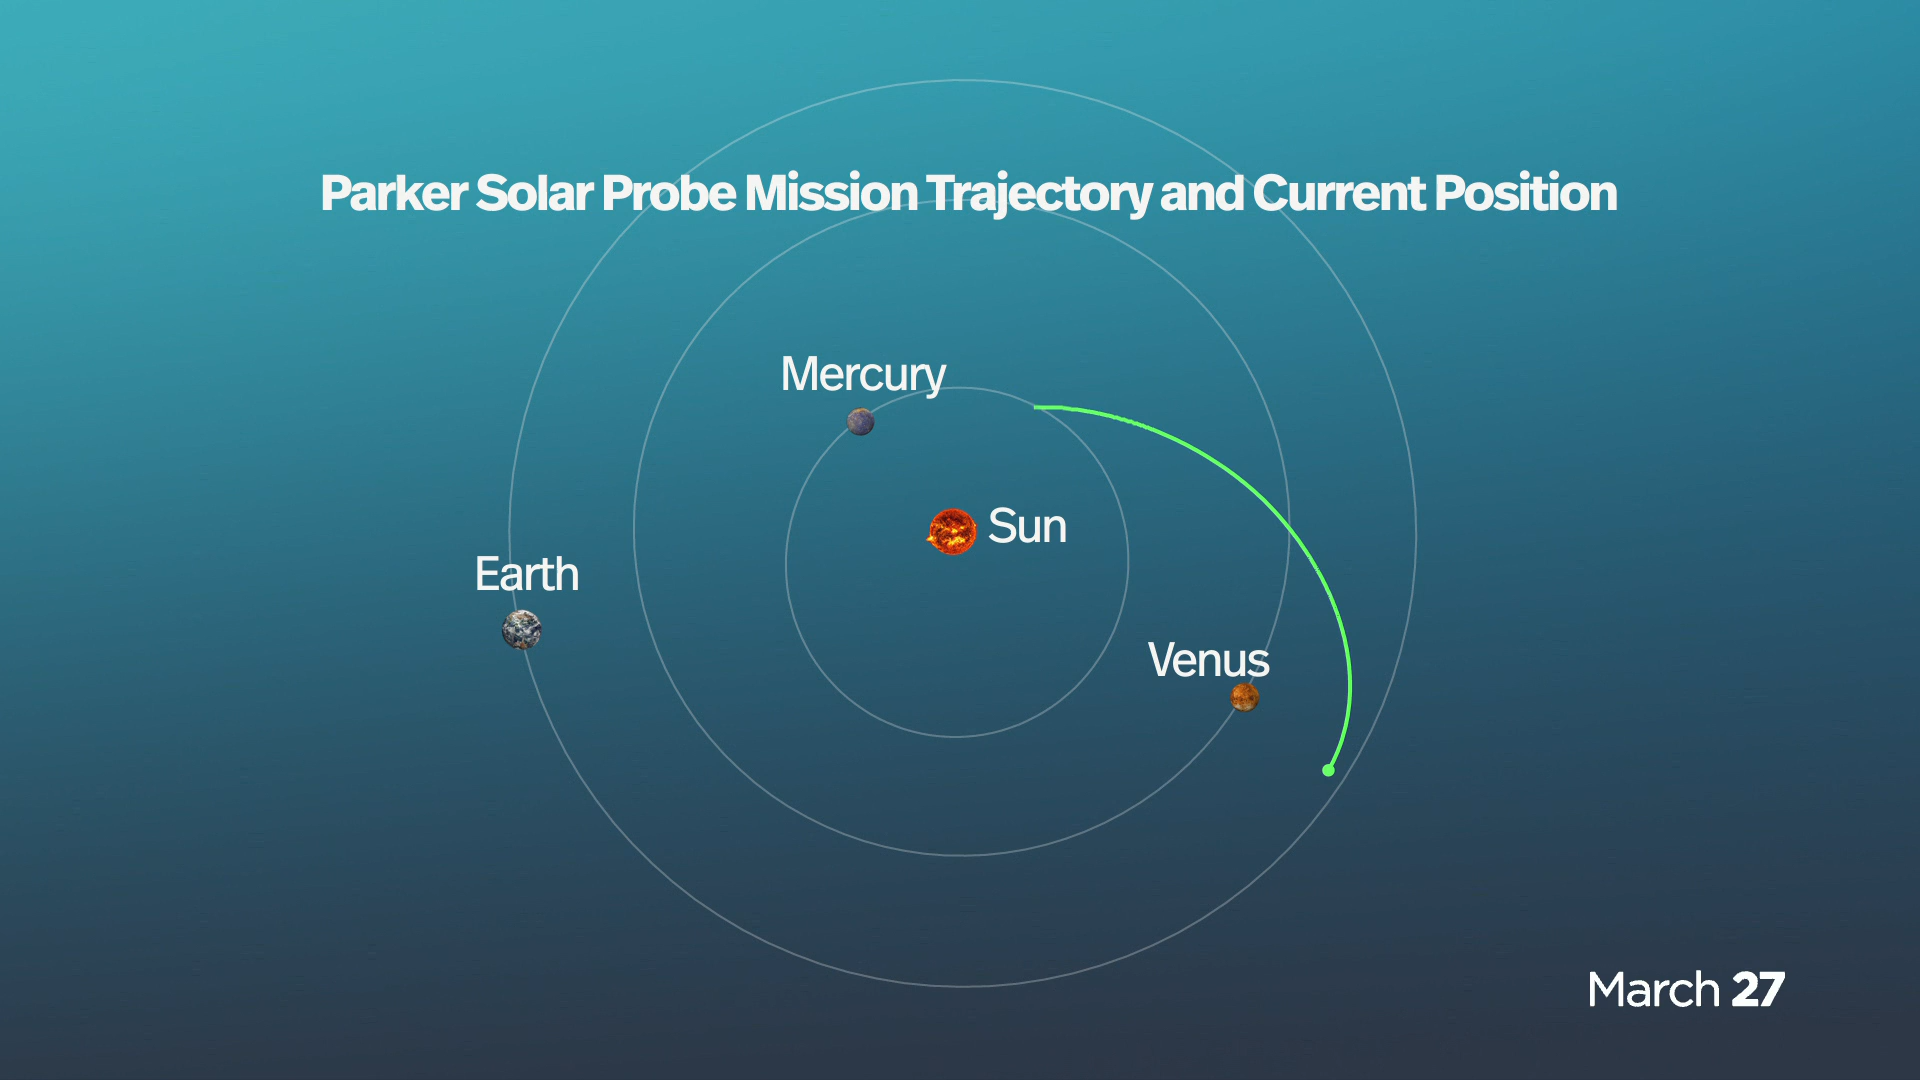 Parker Solar Probe Mission Trajectory and Current Position
Mercury
Sun
Earth
Venus
March 27